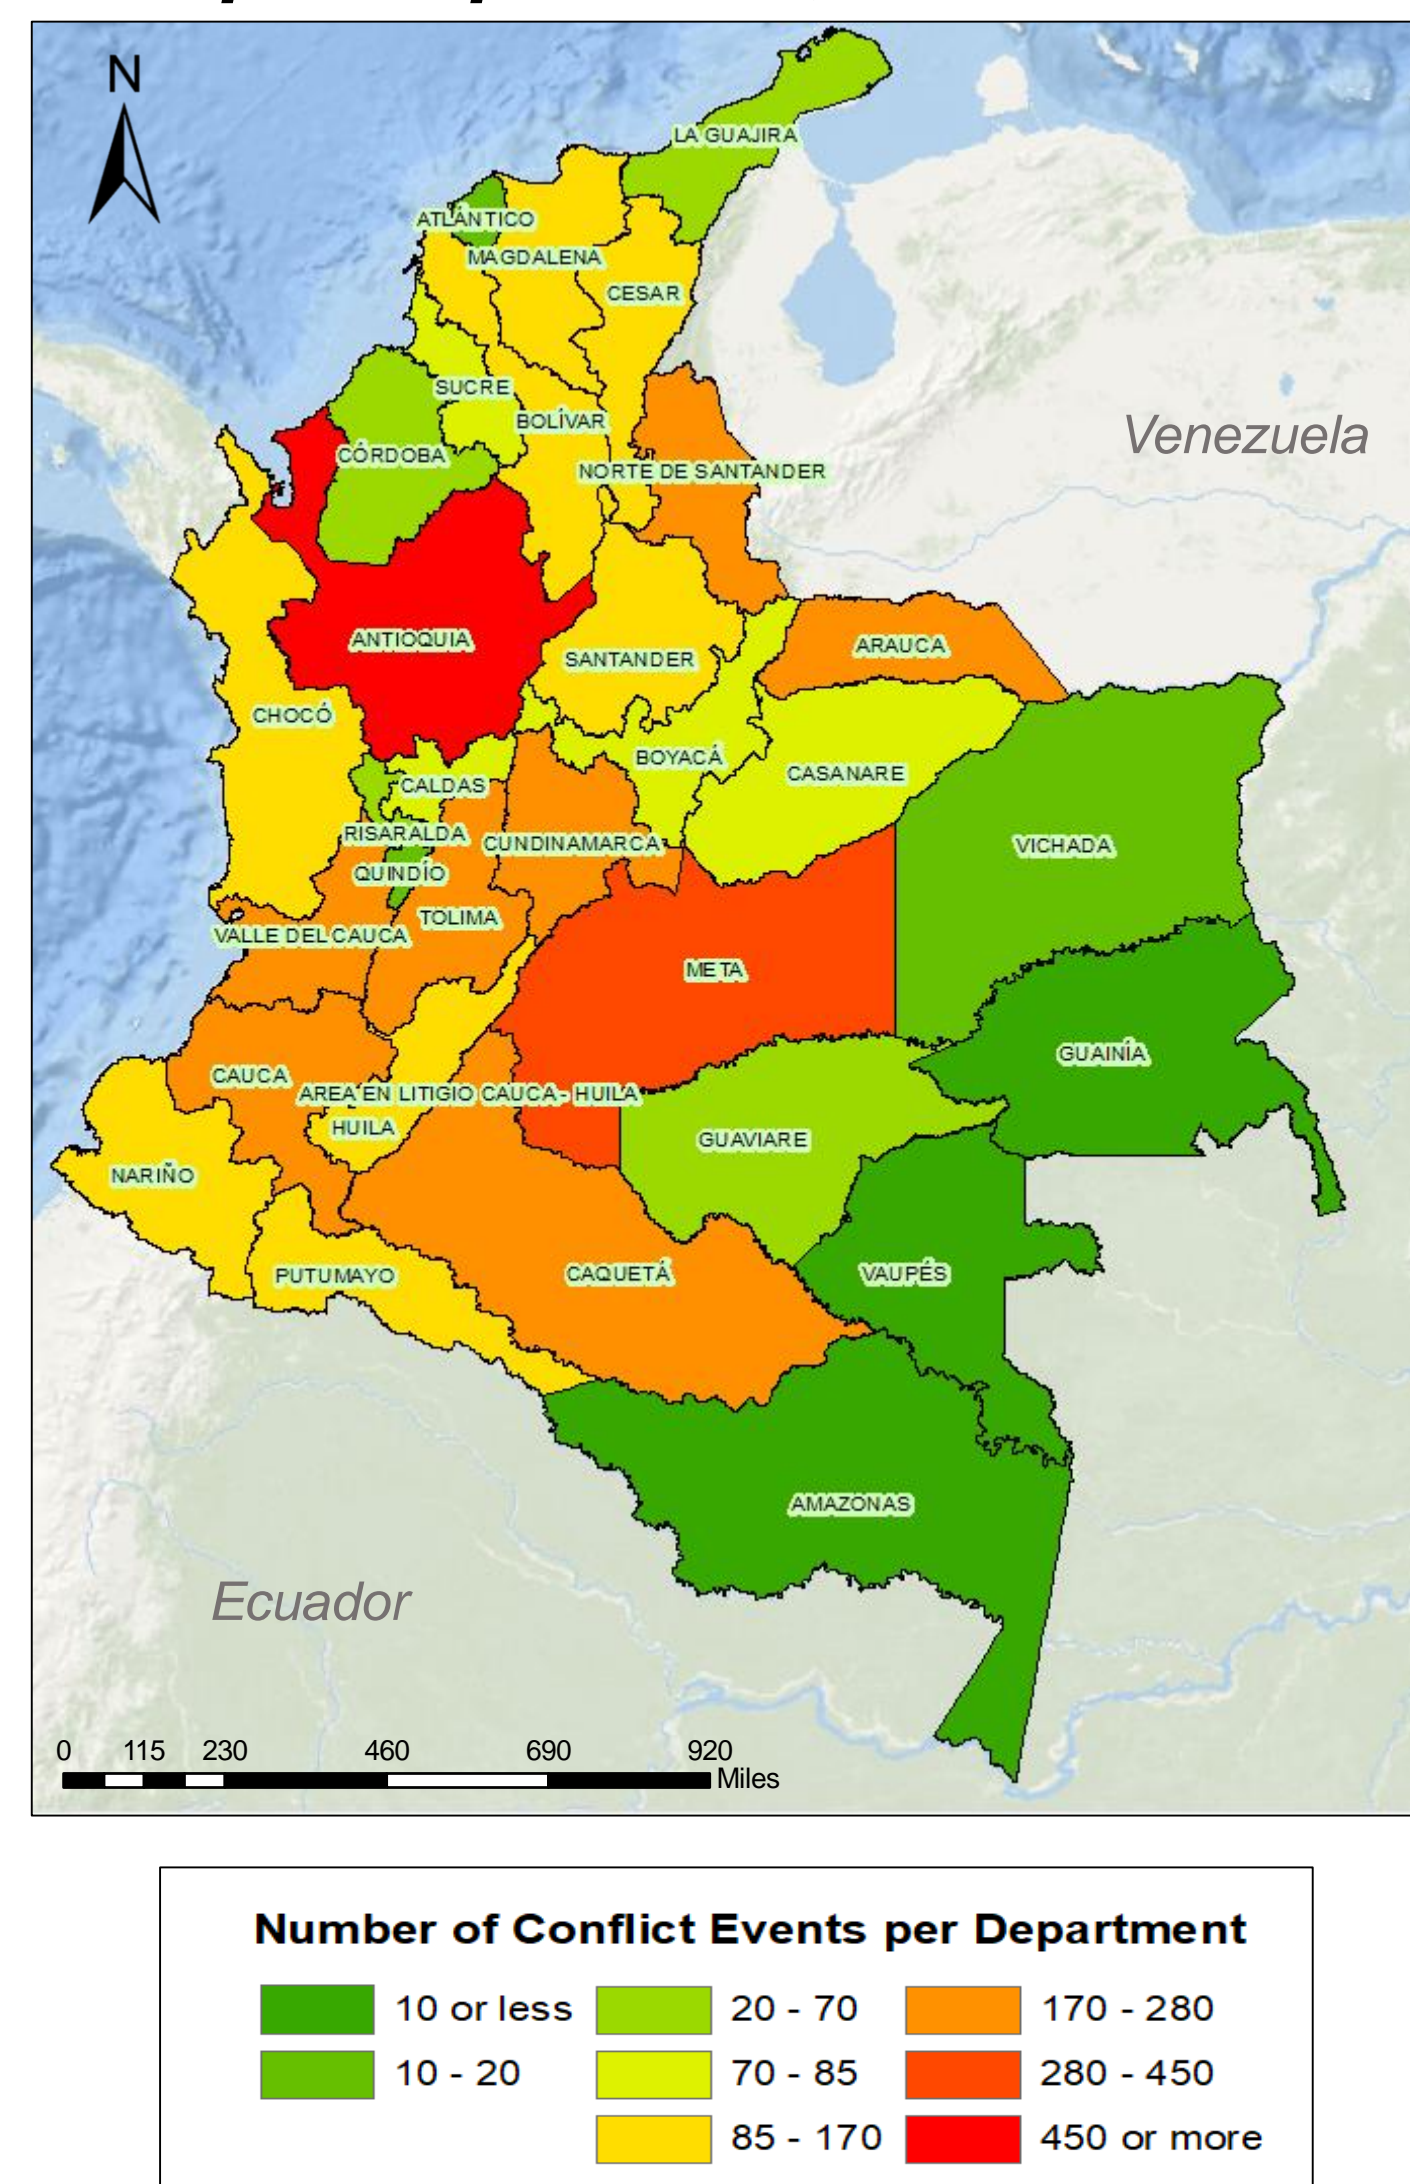 N
LA GUAJIRA
ATLÁNTICO
MAGDALENA
CESAR
SUCRE
BOLÍVAR
Venezuela
CÓRDOBA
NORTE DE SANTANDER
ANTIOQUIA
ARAUCA
SANTANDER
CHOCÓ
BOYACÁ
CASANARE
CALDAS
RISARALDA
CUNDINAMARCA
VICHADA
QUINDÍO
TOLIMA
VALLE DEL CAUCA
META
GUAINÍA
CAUCA
AREA EN LITIGIO CAUCA - HUILA
HUILA
GUAVIARE
NARIÑO
PUTUMAYO
CAQUETÁ
VAUPÉS
AMAZONAS
Ecuador
0 115 230 460 690 920
Miles
Number of Conflict Events per Department
10 or less 20 - 70 170 - 280
10 - 20 70 - 85 280 - 450
85 - 170 450 or more